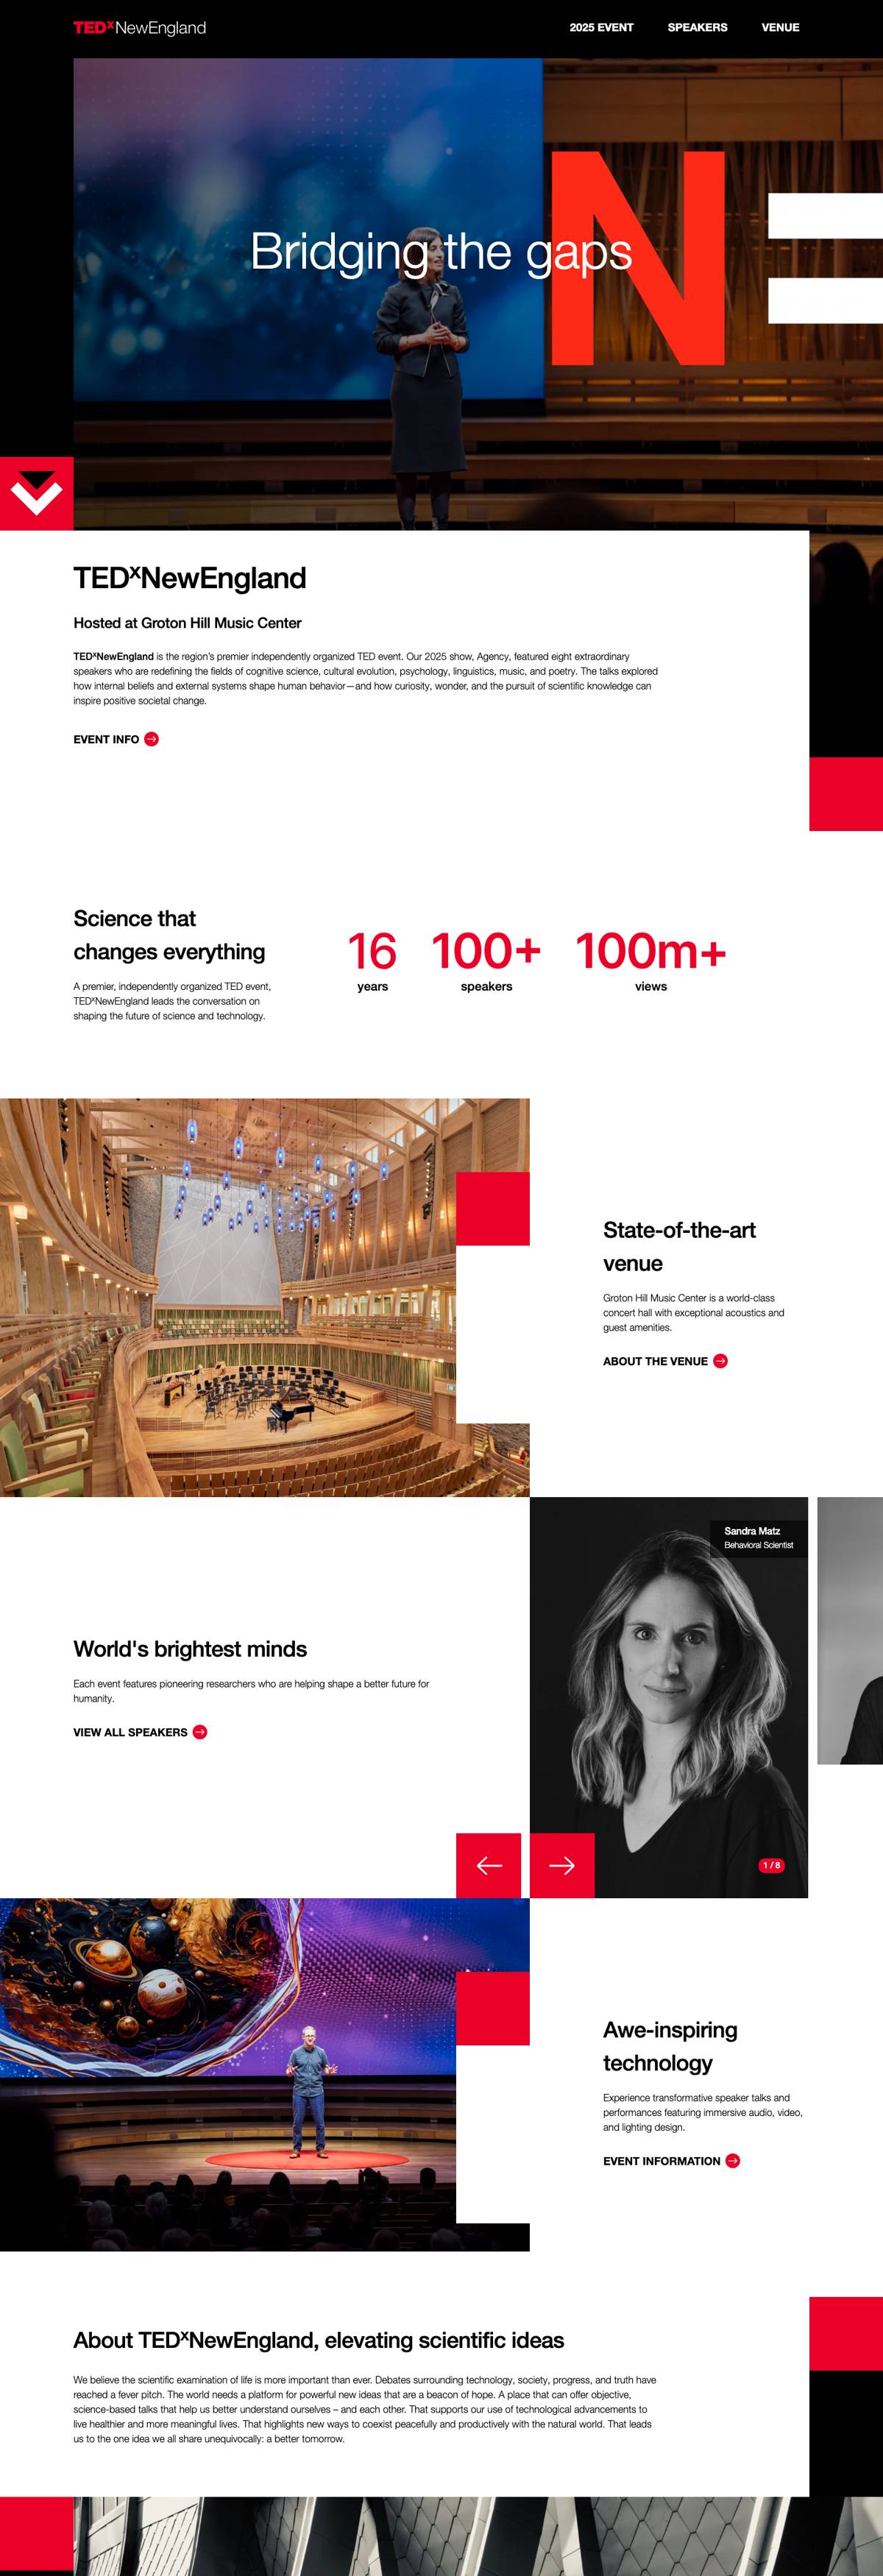 TEDxNewEngland
2025 EVENT
SPEAKERS
VENUE
NE
Bridging the gaps
TEDxNewEngland
Hosted at Groton Hill Music Center
TEDxNewEngland is the region’s premier independently organized TED event. Our 2025 show, Agency, featured eight extraordinary
speakers who are redefining the fields of cognitive science, cultural evolution, psychology, linguistics, music, and poetry. The talks explored
how internal beliefs and external systems shape human behavior—and how curiosity, wonder, and the pursuit of scientific knowledge can
inspire positive societal change.
EVENT INFO
Science that
changes everything
A premier, independently organized TED event,
TEDxNewEngland leads the conversation on
shaping the future of science and technology.
16
years
100+
speakers
100m+
views
State-of-the-art
venue
Groton Hill Music Center is a world-class
concert hall with exceptional acoustics and
guest amenities.
ABOUT THE VENUE
World's brightest minds
Each event features pioneering researchers who are helping shape a better future for
humanity.
VIEW ALL SPEAKERS
Sandra Matz
Behavioral Scientist
1 / 8
Awe-inspiring
technology
Experience transformative speaker talks and
performances featuring immersive audio, video,
and lighting design.
EVENT INFORMATION
About TEDxNewEngland, elevating scientific ideas
We believe the scientific examination of life is more important than ever. Debates surrounding technology, society, progress, and truth have
reached a fever pitch. The world needs a platform for powerful new ideas that are a beacon of hope. A place that can offer objective,
science-based talks that help us better understand ourselves – and each other. That supports our use of technological advancements to
live healthier and more meaningful lives. That highlights new ways to coexist peacefully and productively with the natural world. That leads
us to the one idea we all share unequivocally: a better tomorrow.